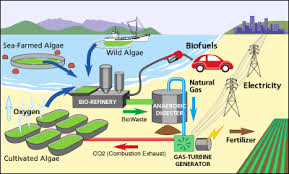 Sea-Farmed Algae
Wild Algae
Biofuels
Natural
Gas
Electricity
Oxygen
BIO-REFINERY
BioWaste
ANAEROBIC
DIGESTER
Cultivated Algae
CO2 (Combustion Exhaust)
GAS-TURBINE
GENERATOR
Fertilizer